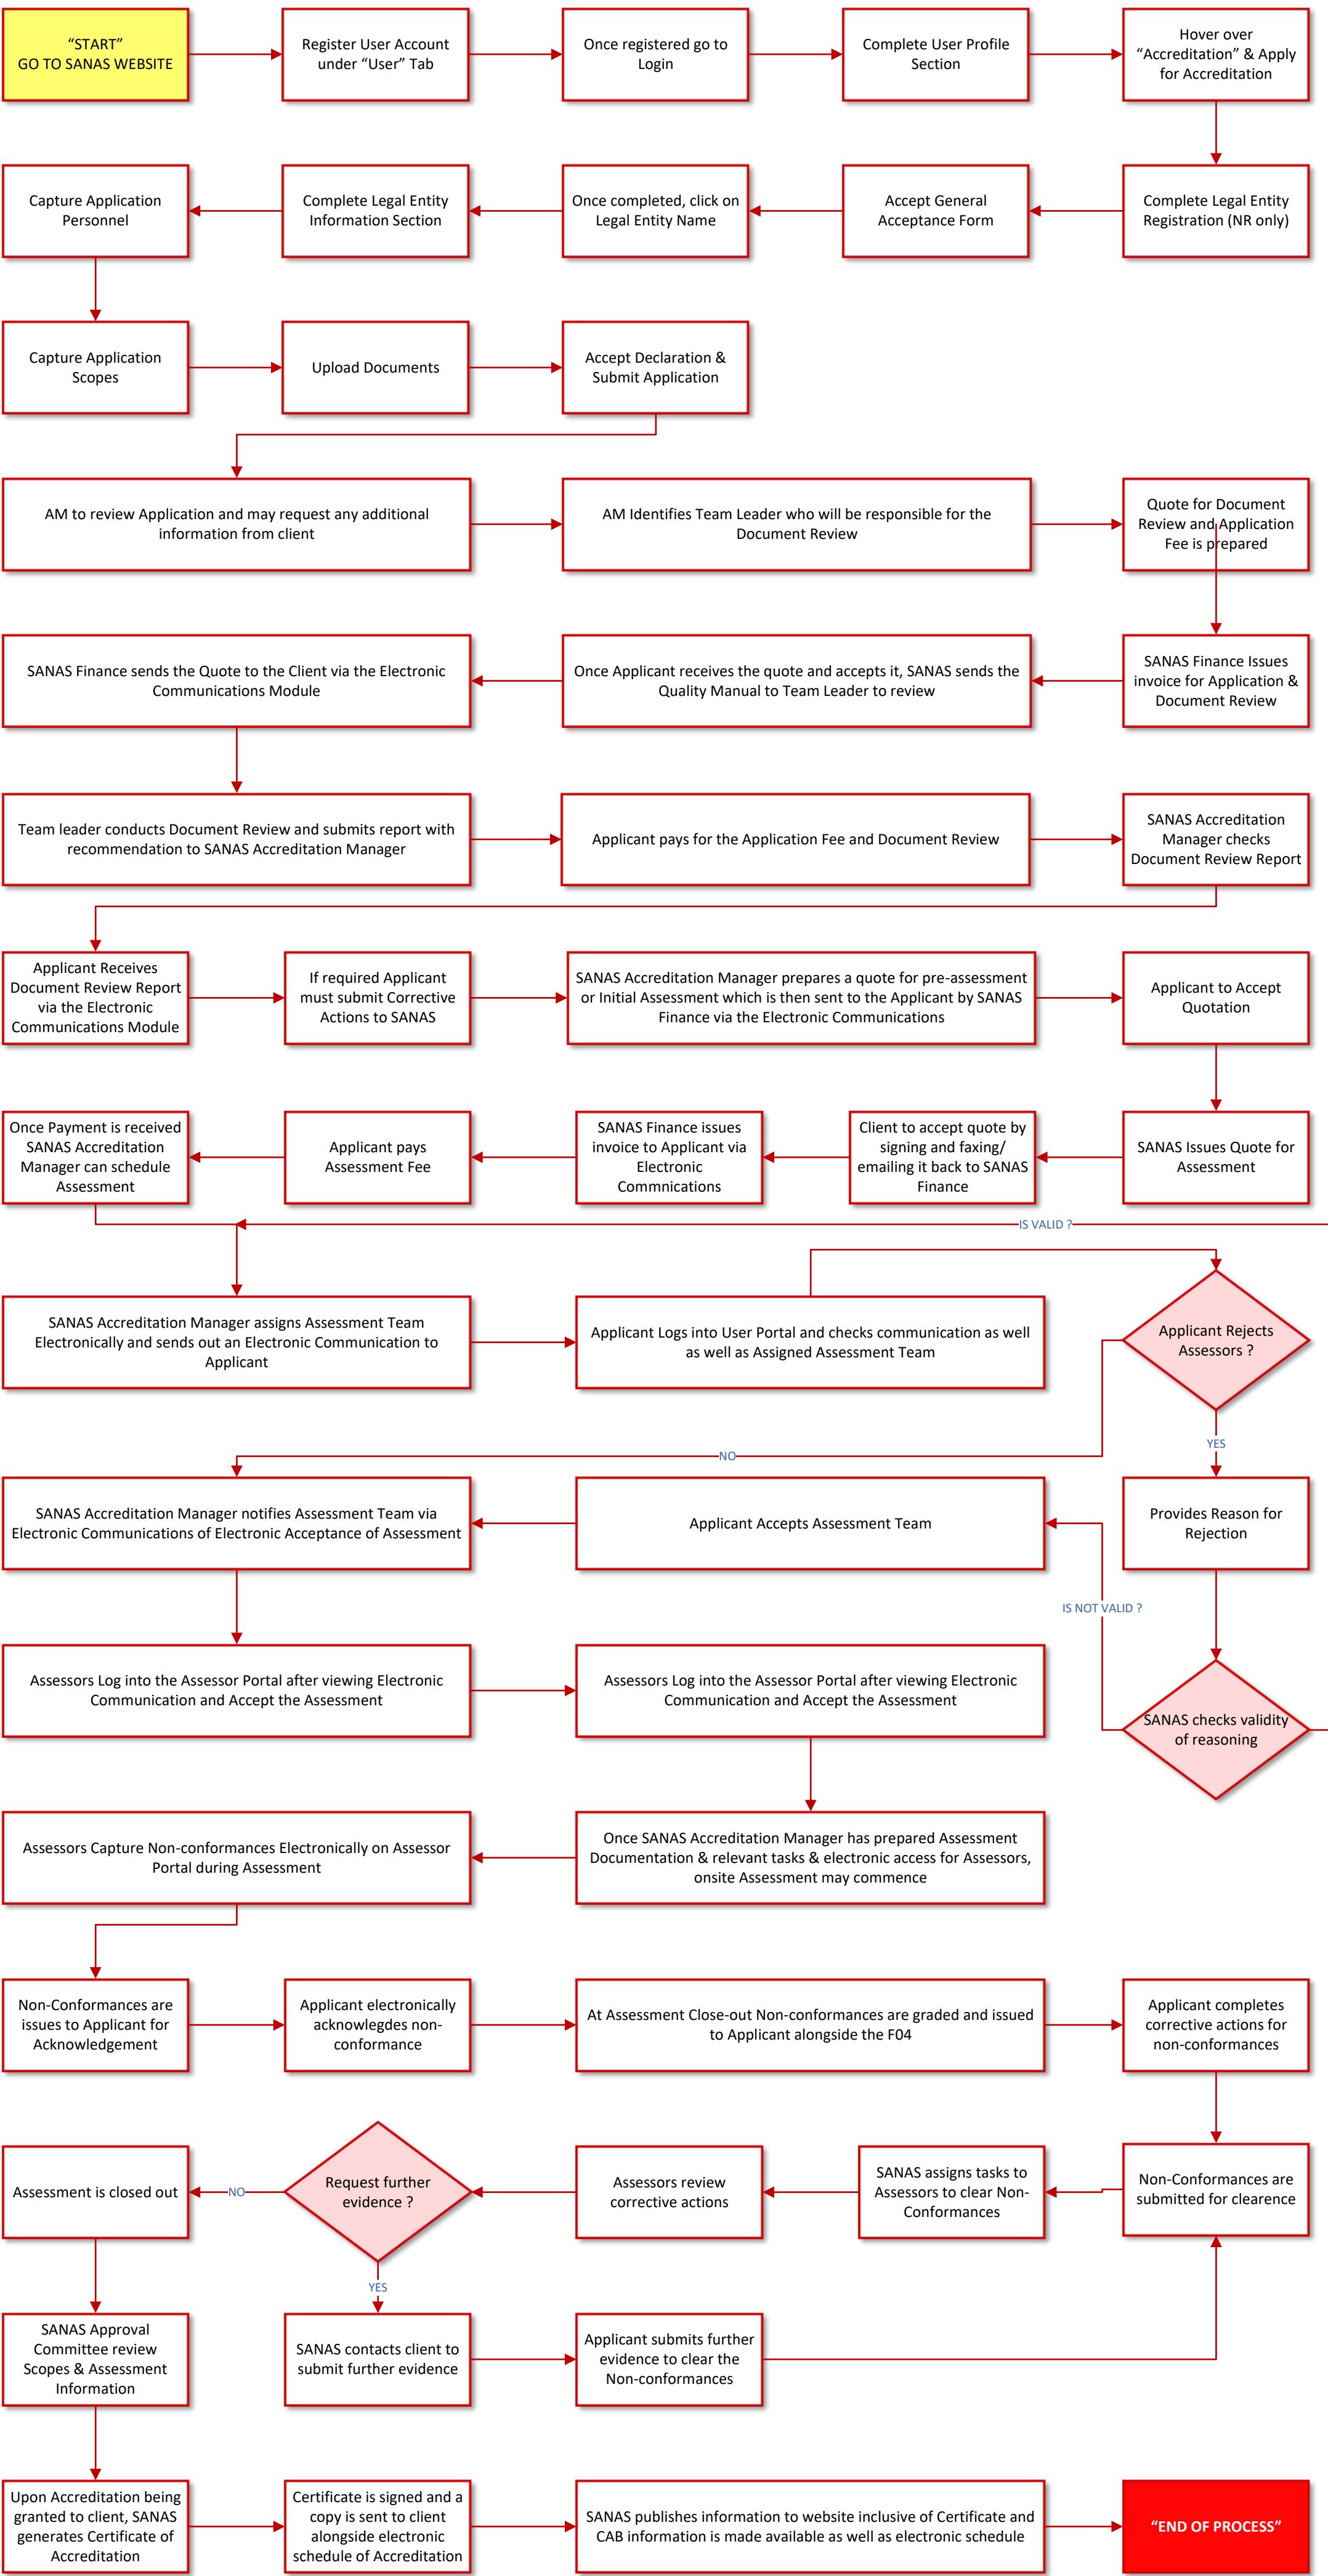 “START”
GO TO SANAS WEBSITE
Register User Account
under “User” Tab
Once registered go to
Login
Complete User Profile
Section
Hover over
“Accreditation” & Apply
for Accreditation
Capture Application
Personnel
Complete Legal Entity
Information Section
Once completed, click on
Legal Entity Name
Accept General
Acceptance Form
Complete Legal Entity
Registration (NR only)
Capture Application
Scopes
Upload Documents
Accept Declaration &
Submit Application
AM to review Application and may request any additional
information from client
AM Identifies Team Leader who will be responsible for the
Document Review
Quote for Document
Review and Application
Fee is prepared
SANAS Finance sends the Quote to the Client via the Electronic
Communications Module
Once Applicant receives the quote and accepts it, SANAS sends the
Quality Manual to Team Leader to review
SANAS Finance Issues
invoice for Application &
Document Review
Team leader conducts Document Review and submits report with
recommendation to SANAS Accreditation Manager
Applicant pays for the Application Fee and Document Review
SANAS Accreditation
Manager checks
Document Review Report
Applicant Receives
Document Review Report
via the Electronic
Communications Module
If required Applicant
must submit Corrective
Actions to SANAS
SANAS Accreditation Manager prepares a quote for pre-assessment
or Initial Assessment which is then sent to the Applicant by SANAS
Finance via the Electronic Communications
Applicant to Accept
Quotation
Once Payment is received
SANAS Accreditation
Manager can schedule
Assessment
Applicant pays
Assessment Fee
SANAS Finance issues
invoice to Applicant via
Electronic
Commnications
Client to accept quote by
signing and faxing/
emailing it back to SANAS
Finance
SANAS Issues Quote for
Assessment
IS VALID ?
SANAS Accreditation Manager assigns Assessment Team
Electronically and sends out an Electronic Communication to
Applicant
Applicant Logs into User Portal and checks communication as well
as well as Assigned Assessment Team
Applicant Rejects
Assessors ?
NO
YES
SANAS Accreditation Manager notifies Assessment Team via
Electronic Communications of Electronic Acceptance of Assessment
Applicant Accepts Assessment Team
Provides Reason for
Rejection
IS NOT VALID ?
Assessors Log into the Assessor Portal after viewing Electronic
Communication and Accept the Assessment
Assessors Log into the Assessor Portal after viewing Electronic
Communication and Accept the Assessment
SANAS checks validity
of reasoning
Assessors Capture Non-conformances Electronically on Assessor
Portal during Assessment
Once SANAS Accreditation Manager has prepared Assessment
Documentation & relevant tasks & electronic access for Assessors,
onsite Assessment may commence
Non-Conformances are
issues to Applicant for
Acknowledgement
Applicant electronically
acknowlegdes non-
conformance
At Assessment Close-out Non-conformances are graded and issued
to Applicant alongside the F04
Applicant completes
corrective actions for
non-conformances
Assessment is closed out
NO
Request further
evidence ?
Assessors review
corrective actions
SANAS assigns tasks to
Assessors to clear Non-
Conformances
Non-Conformances are
submitted for clearence
YES
SANAS Approval
Committee review
Scopes & Assessment
Information
SANAS contacts client to
submit further evidence
Applicant submits further
evidence to clear the
Non-conformances
Upon Accreditation being
granted to client, SANAS
generates Certificate of
Accreditation
Certificate is signed and a
copy is sent to client
alongside electronic
schedule of Accreditation
SANAS publishes information to website inclusive of Certificate and
CAB information is made available as well as electronic schedule
“END OF PROCESS”